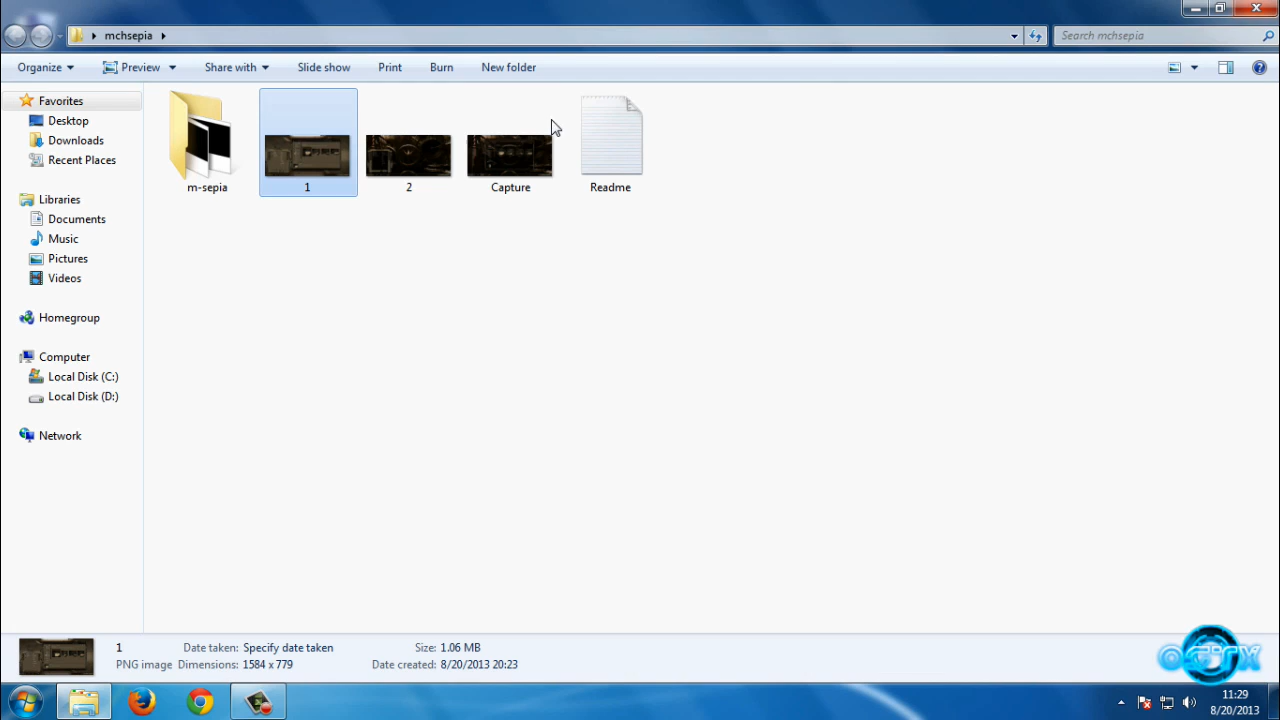 mchsepia
Search mchsepia
Organize
Preview
Share with
Slide show
Print
Burn
New folder
Favorites
Desktop
Downloads
Recent Places
Libraries
Documents
Music
Pictures
Videos
Homegroup
Computer
Local Disk (C:)
Local Disk (D:)
Network
m-sepia
1
2
Capture
Readme
1
Date taken: Specify date taken
Size: 1.06 MB
PNG image
Dimensions: 1584 x 779
Date created: 8/20/2013 20:23
11:29
8/20/2013